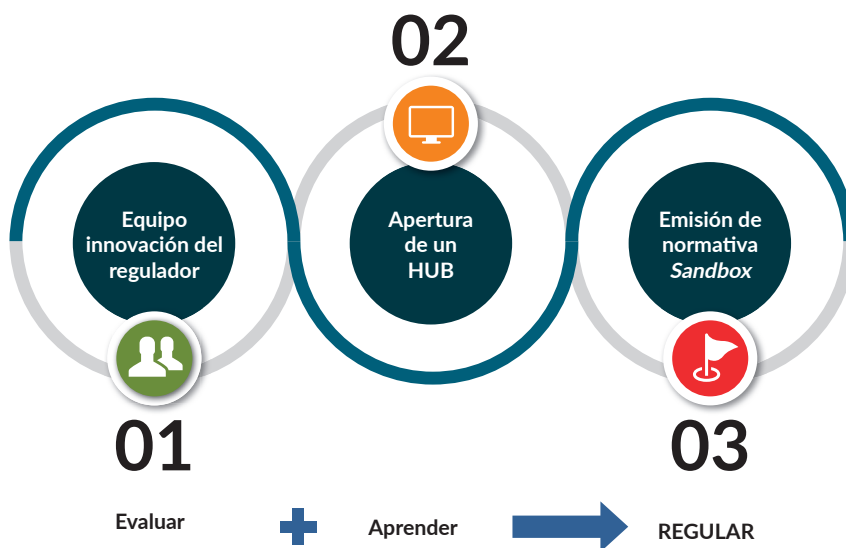 02
Equipo
innovación del
regulador
Apertura
de un
HUB
Emisión de
normativa
Sandbox
01
03
Evaluar
Aprender
REGULAR